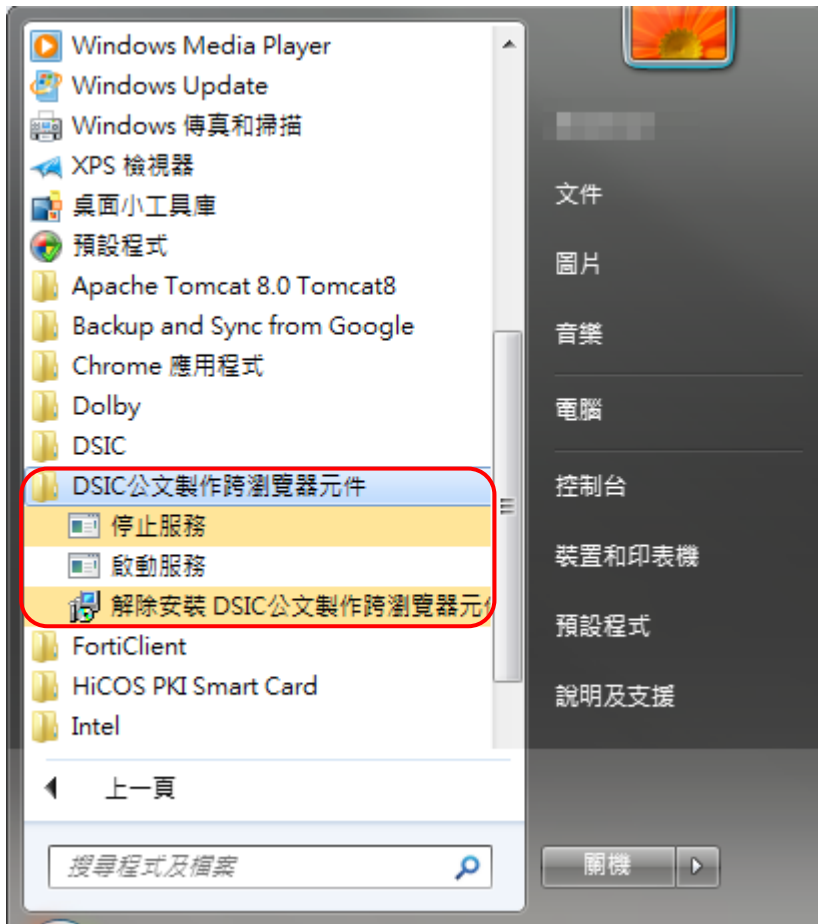 Windows Media Player
Windows Update
Windows 傳真和掃描
XPS 檢視器
桌面小工具庫
預設程式
Apache Tomcat 8.0 Tomcat8
Backup and Sync from Google
Chrome 應用程式
Dolby
DSIC
DSIC公文製作跨瀏覽器元件
停止服務
啟動服務
解除安裝 DSIC公文製作跨瀏覽器元
FortiClient
HiCOS PKI Smart Card
Intel
上一頁
搜尋程式及檔案
文件
圖片
音樂
電腦
控制台
裝置和印表機
預設程式
說明及支援
關機